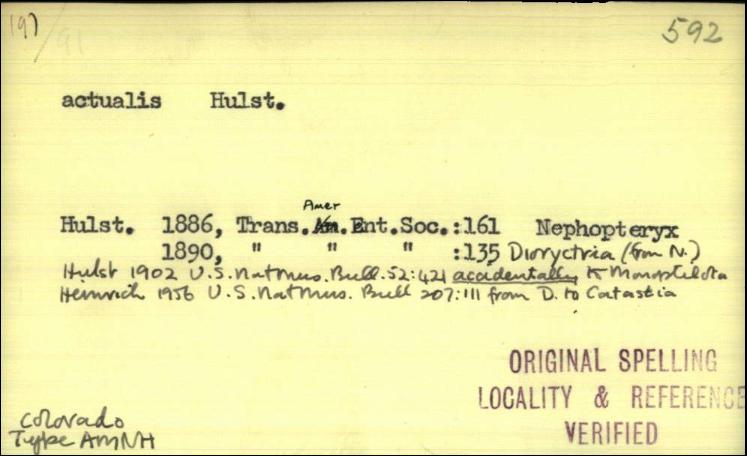 197
/91
592
actualis Hulst.
Amer
Hulst. 1886, Trans. Am. Ent. Soc.:161 Nephopteryx
1890, " " " :135 Dioryctria (from N.)
Hulst 1902 U.S. Nat Mus. Bull. 52:421 accidentally to Monoptilota
Heinrich 1956 U.S. Nat Mus. Bull 207:111 from D. to Catastia
ORIGINAL SPELLING
LOCALITY & REFERENCE
VERIFIED
Colorado
Type AMNH